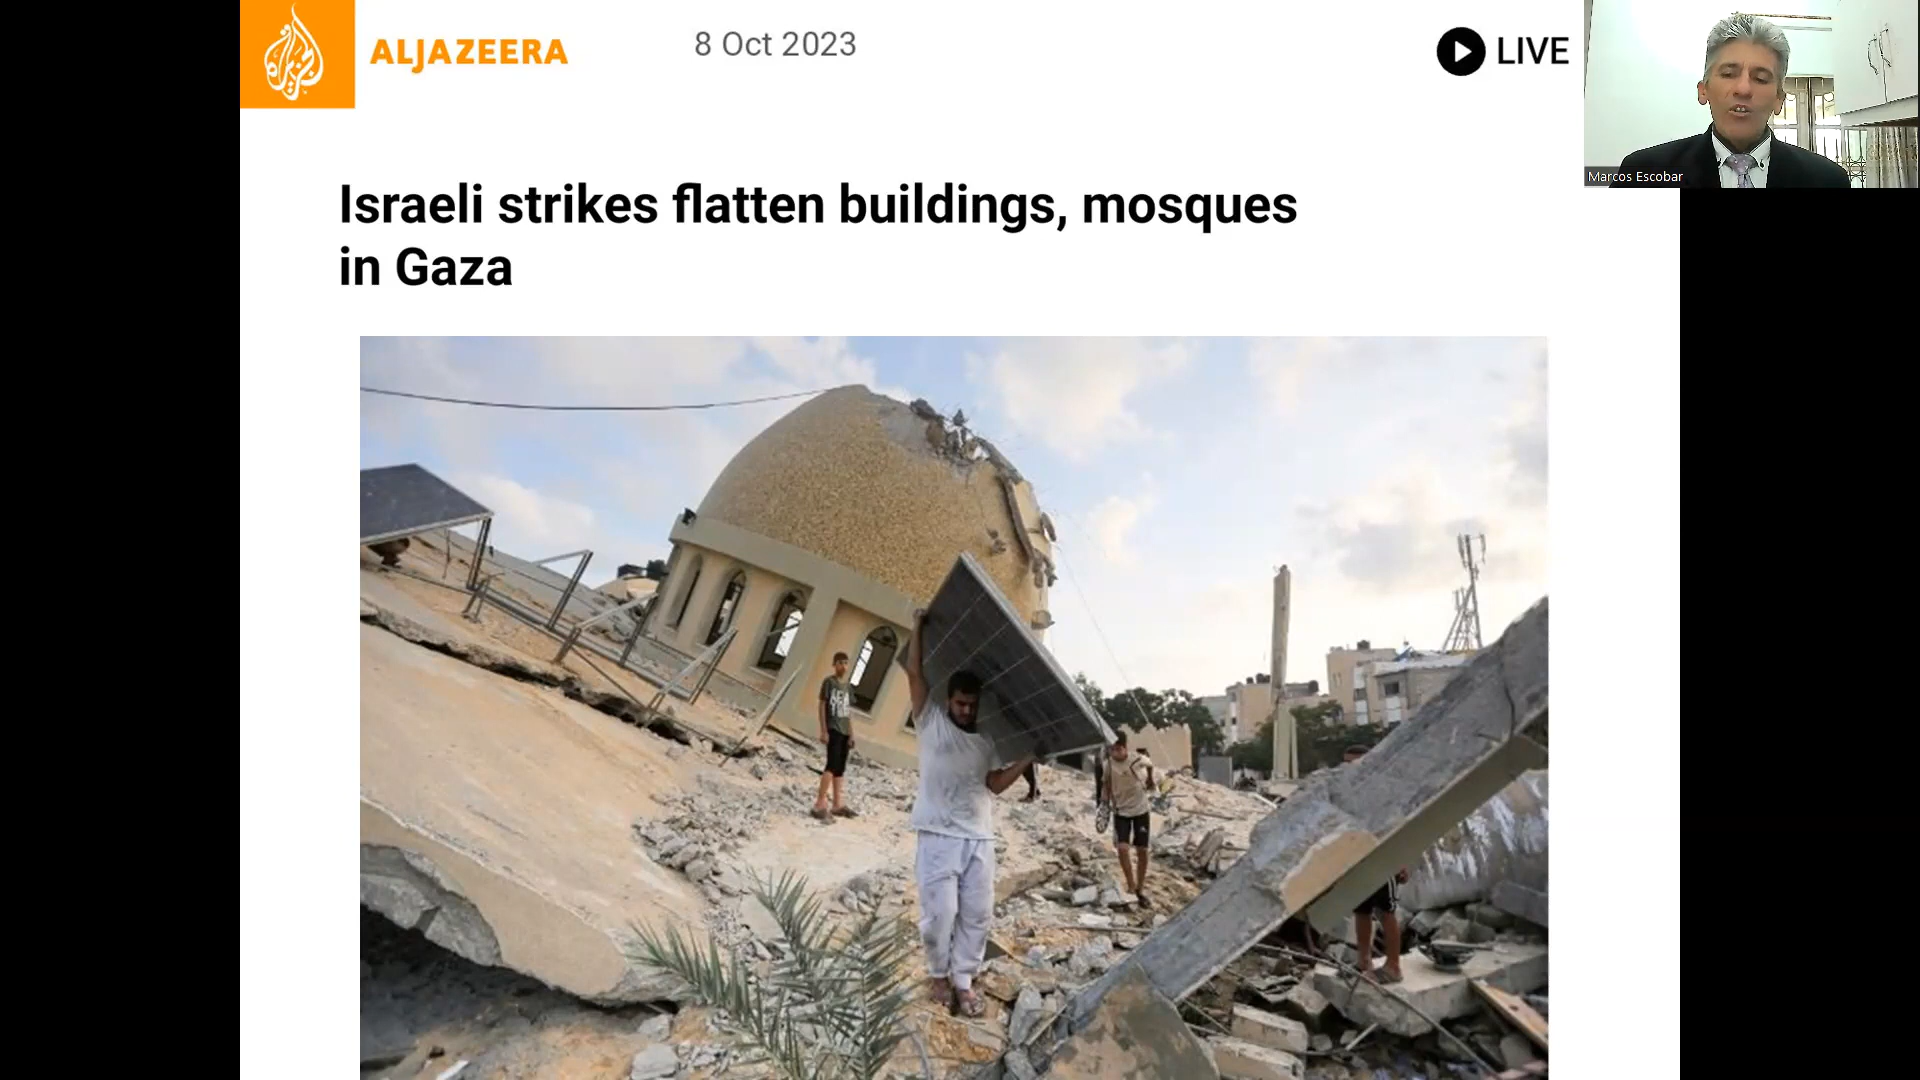 ALJAZEERA
8 Oct 2023
LIVE
Marcos Escobar
Israeli strikes flatten buildings, mosques
in Gaza